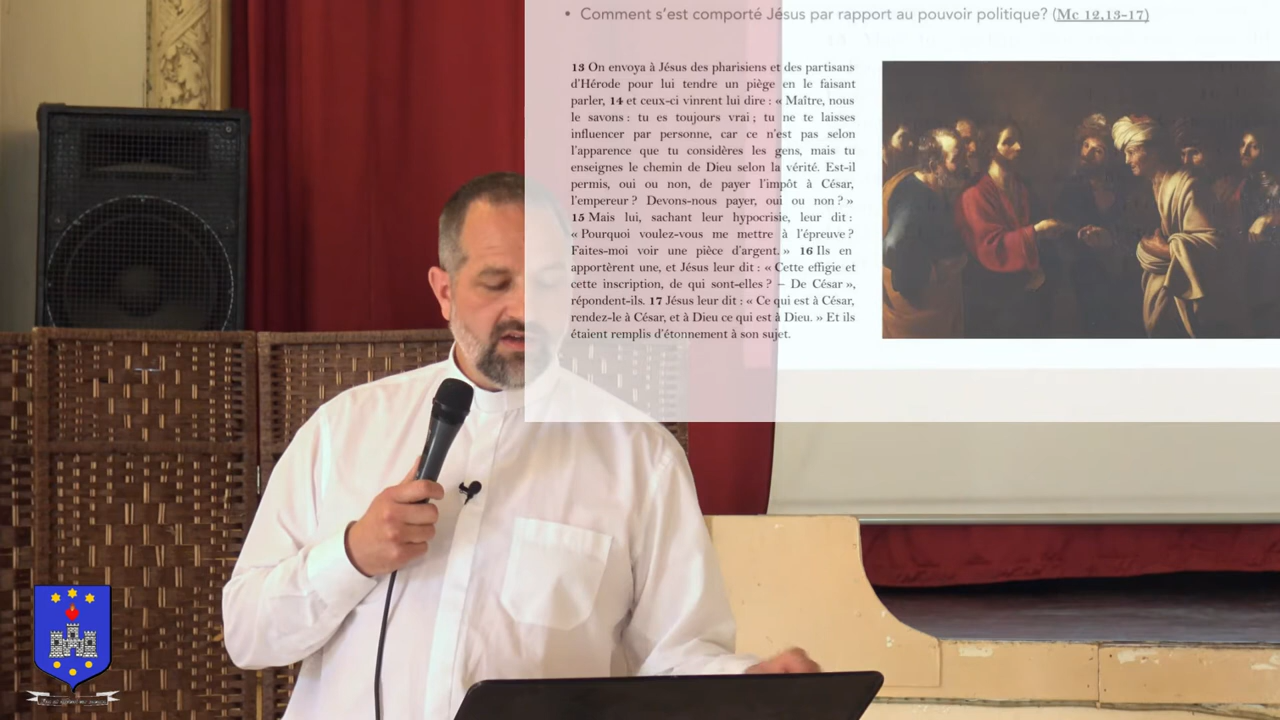 • Comment s’est comporté Jésus par rapport au pouvoir politique? (Mc 12,13-17)
13 On envoya à Jésus des pharisiens et des partisans
d’Hérode pour lui tendre un piège en le faisant
parler, 14 et ceux-ci vinrent lui dire : « Maître, nous
le savons : tu es toujours vrai ; tu ne te laisses
influencer par personne, car ce n’est pas selon
l’apparence que tu considères les gens, mais tu
enseignes le chemin de Dieu selon la vérité. Est-il
permis, oui ou non, de payer l’impôt à César,
l’empereur ? Devons-nous payer, oui ou non ? »
15 Mais lui, sachant leur hypocrisie, leur dit :
« Pourquoi voulez-vous me mettre à l’épreuve ?
Faites-moi voir une pièce d’argent. » 16 Ils en
apportèrent une, et Jésus leur dit : « Cette effigie et
cette inscription, de qui sont-elles ? – De César »,
répondent-ils. 17 Jésus leur dit : « Ce qui est à César,
rendez-le à César, et à Dieu ce qui est à Dieu. » Et ils
étaient remplis d’étonnement à son sujet.